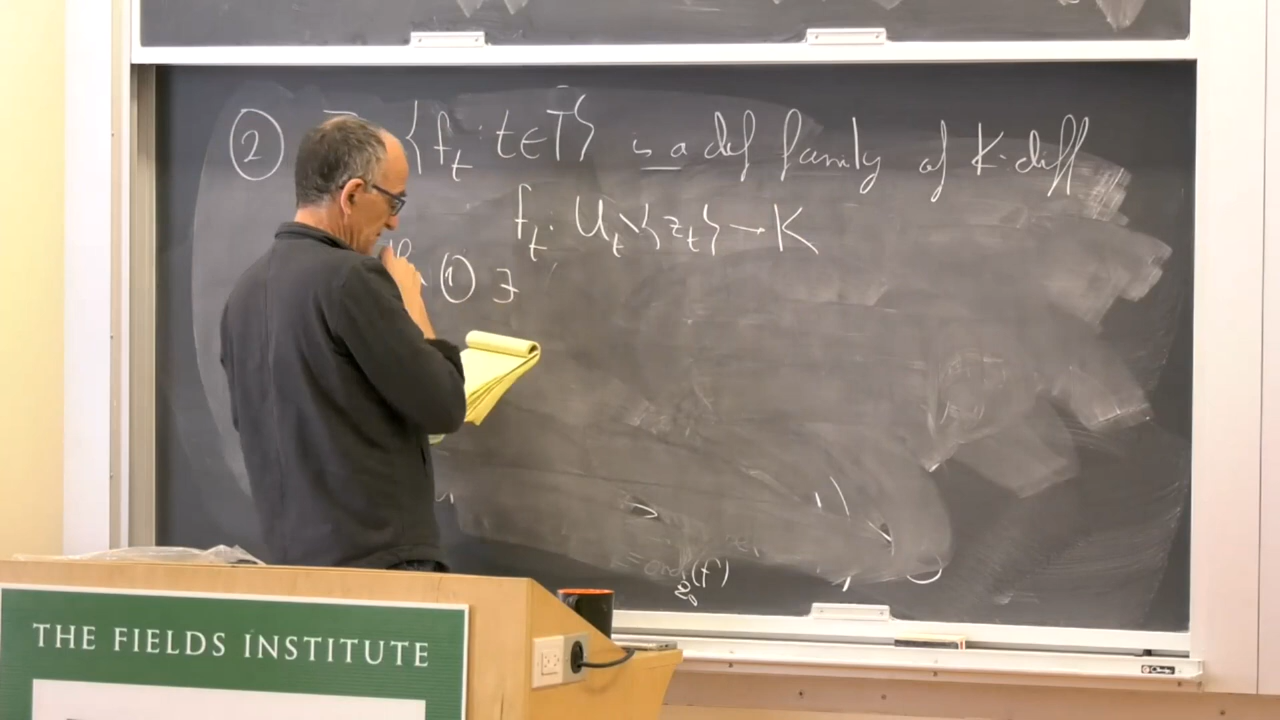 ② {f_t : t ∈ T} is a def family of K-diff
f_t : U_t \ {z_t} → K
① ∃
(f)
THE FIELDS INSTITUTE